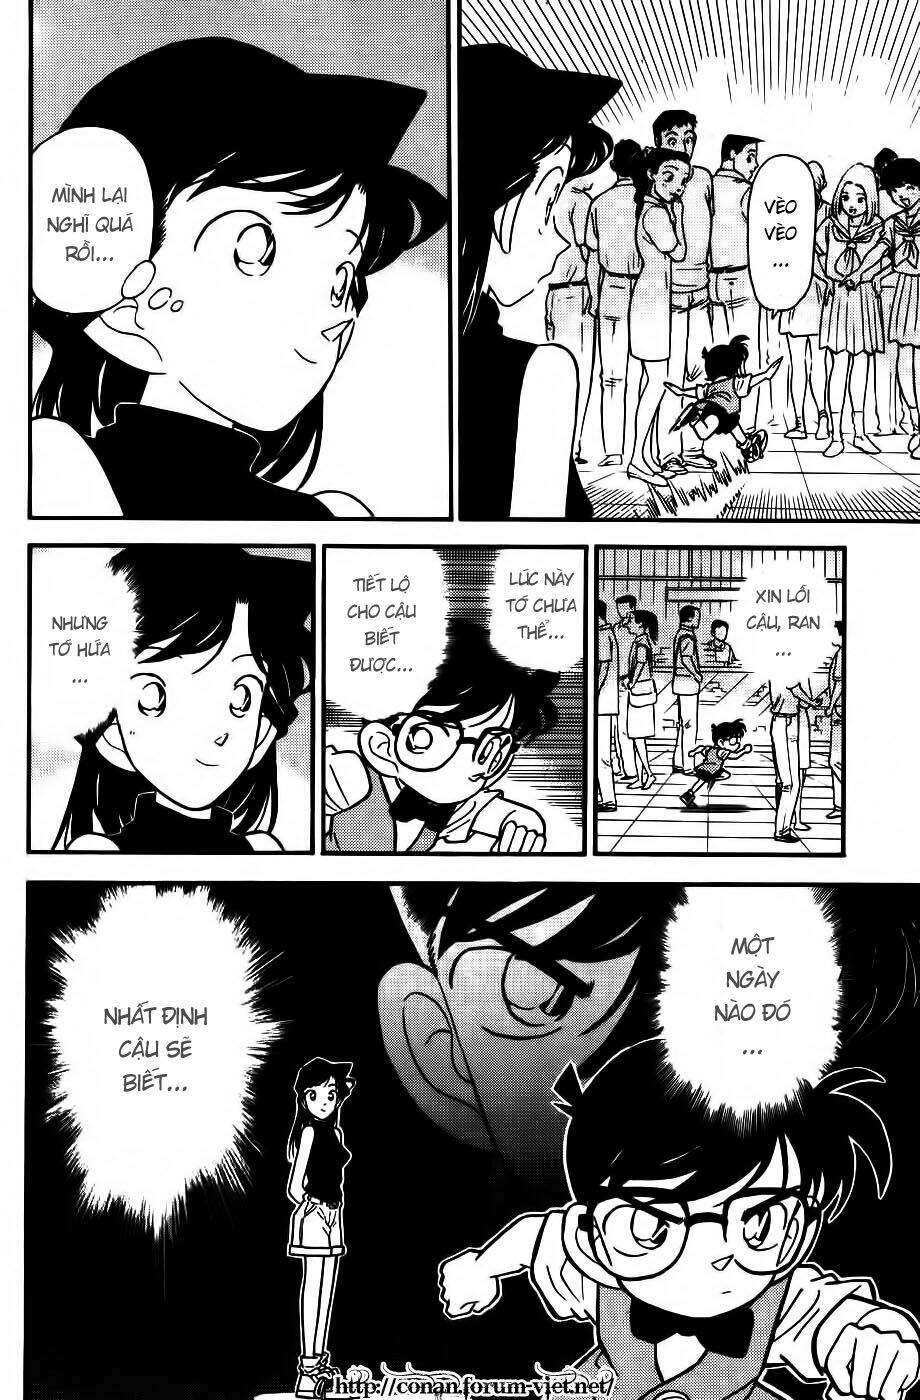 VÈO
VÈO
...
MÌNH LẠI
NGHĨ QUÁ
RỒI...
XIN LỖI
CẬU, RAN
...
LÚC NÀY
TỚ CHƯA
THỂ...
TIẾT LỘ
CHO CẬU
BIẾT
ĐƯỢC...
NHƯNG
TỚ HỨA
...
MỘT
NGÀY
NÀO ĐÓ
...
NHẤT ĐỊNH
CẬU SẼ
BIẾT...
http://conan.forum-viet.net/